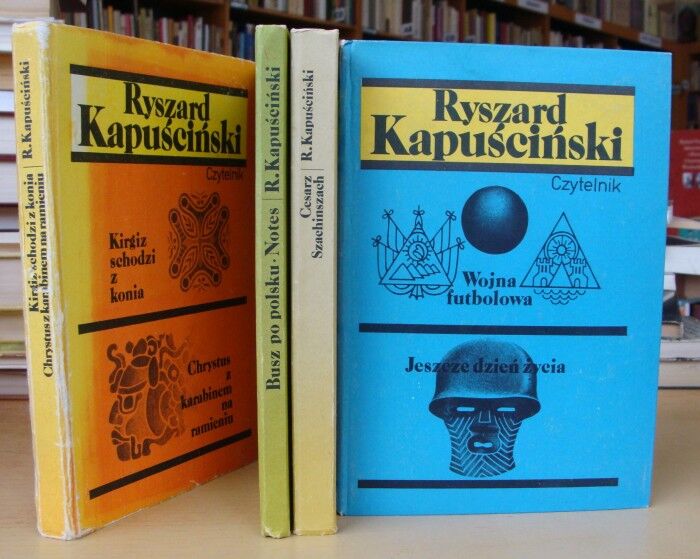 Kirgiz schodzi z konia
Chrystus z karabinem na ramieniu
R. Kapuściński
Ryszard
Kapuściński
Czytelnik
Kirgiz
schodzi
z
konia
Chrystus
z
karabinem
na
ramieniu
Busz po polsku · Notes R. Kapuściński
Cesarz
Szachinszach
R. Kapuściński
Ryszard
Kapuściński
Czytelnik
Wojna
futbolowa
Jeszcze dzień życia